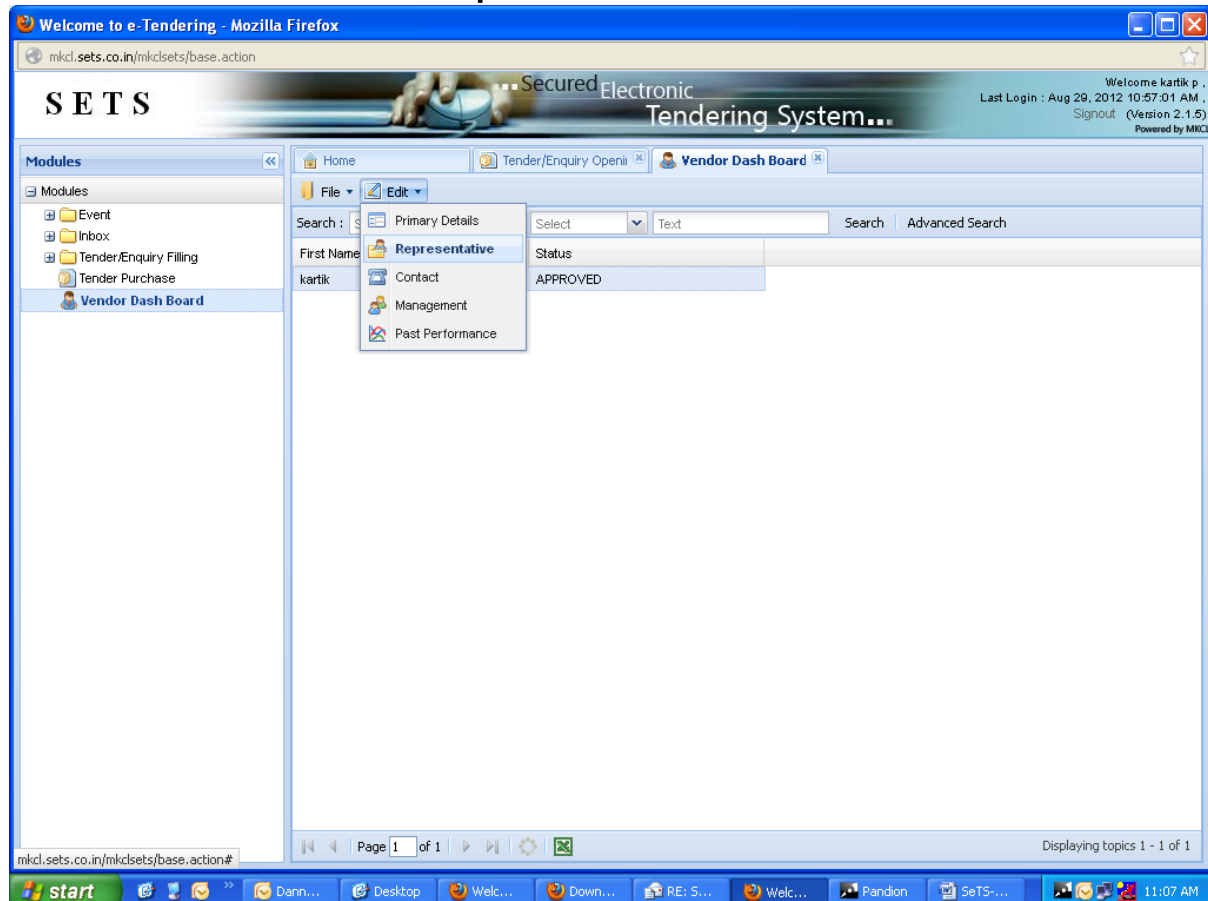 Welcome to e-Tendering - Mozilla Firefox
mkcl.sets.co.in/mkclsets/base.action
SETS
Secured Electronic
Tendering System...
Welcome kartik p ,
Last Login : Aug 29, 2012 10:57:01 AM ,
Signout (Version 2.1.5)
Powered by MKCL
Modules
Home
Tender/Enquiry Openii
Vendor Dash Board
Modules
File
Edit
Event
Inbox
Tender/Enquiry Filling
Tender Purchase
Vendor Dash Board
Search : S
Select
Text
Search
Advanced Search
First Name
Status
kartik
APPROVED
Primary Details
Representative
Contact
Management
Past Performance
Page 1 of 1
Displaying topics 1 - 1 of 1
mkcl.sets.co.in/mkclsets/base.action#
start
Dann...
Desktop
Welc...
Down...
RE: S...
Welc...
Pandion
SeTS-...
11:07 AM